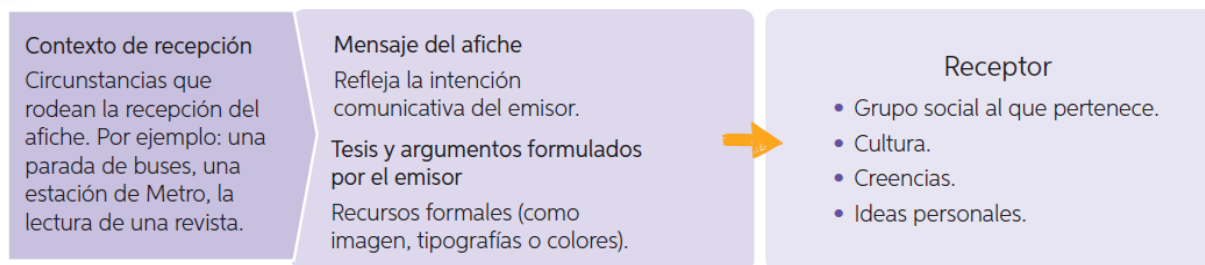 Contexto de recepción
Circunstancias que
rodean la recepción del
afiche. Por ejemplo: una
parada de buses, una
estación de Metro, la
lectura de una revista.
Mensaje del afiche
Refleja la intención
comunicativa del emisor.
Tesis y argumentos formulados
por el emisor
Recursos formales (como
imagen, tipografías o colores).
Receptor
• Grupo social al que pertenece.
• Cultura.
• Creencias.
• Ideas personales.